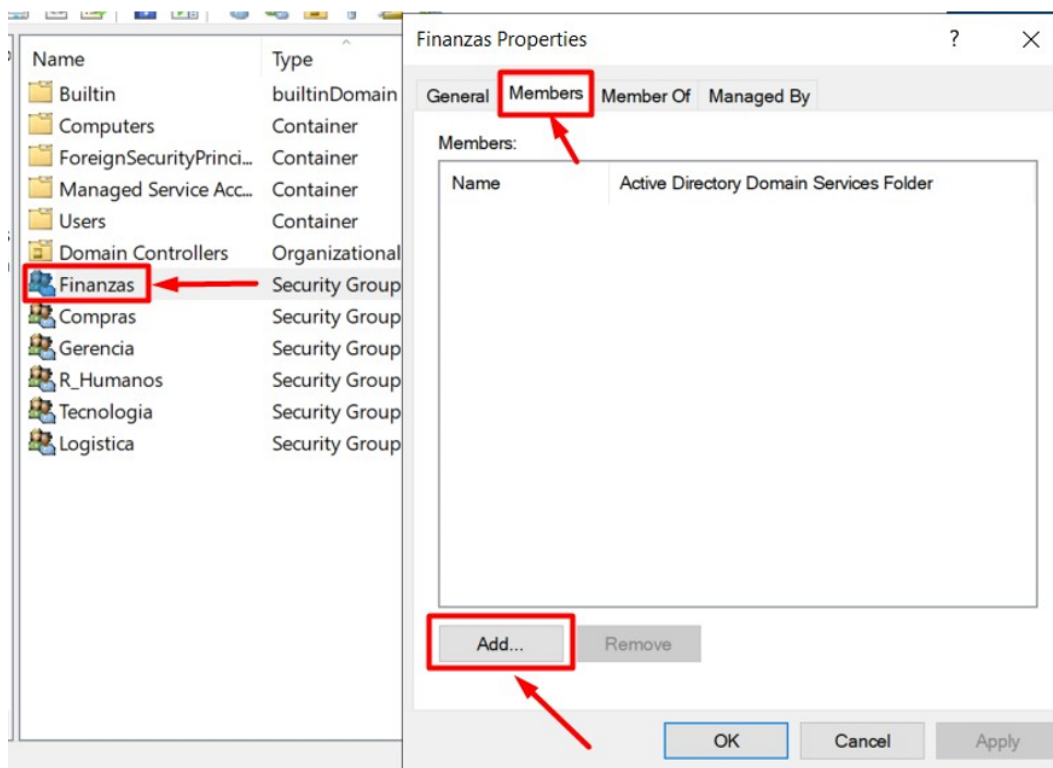 Name Type
Builtin builtinDomain
Computers Container
ForeignSecurityPrinci... Container
Managed Service Acc... Container
Users Container
Domain Controllers Organizational
Finanzas Security Group
Compras Security Group
Gerencia Security Group
R_Humanos Security Group
Tecnologia Security Group
Logistica Security Group
Finanzas Properties ?
General Members Member Of Managed By
Members:
Name Active Directory Domain Services Folder
Add... Remove
OK Cancel Apply